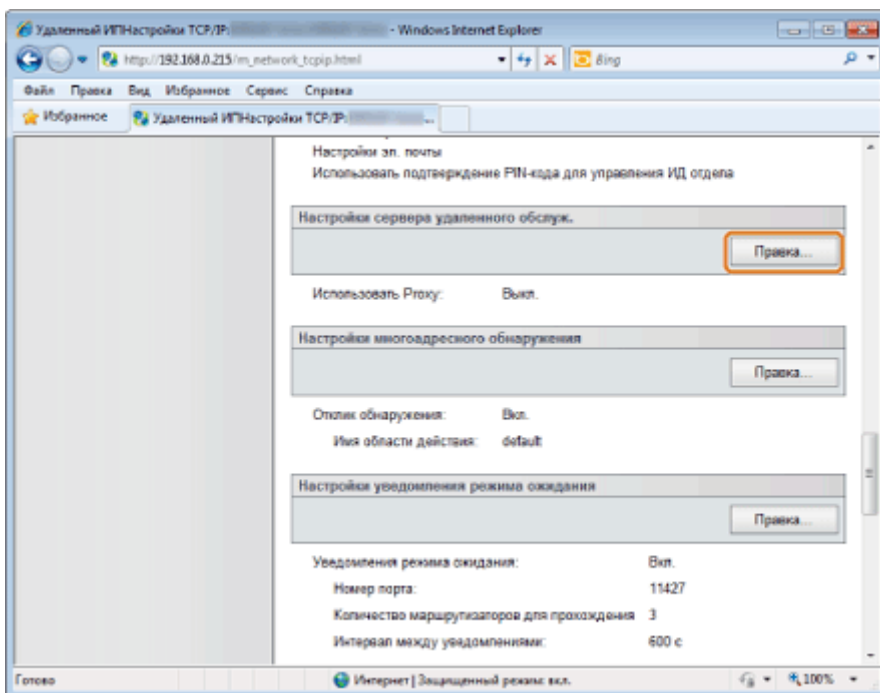 Удаленный ИПНастройки TCP/IP: - Windows Internet Explorer
http://192.168.0.215/m_network_tcpip.html
Bing
Файл Правка Вид Избранное Сервис Справка
Избранное
Удаленный ИПНастройки TCP/IP: ...
Настройки эл. почты
Использовать подтверждение PIN-кода для управления ИД отдела
Настройки сервера удаленного обслуж.
Правка...
Использовать Proxy: Выкл.
Настройки многоадресного обнаружения
Правка...
Отклик обнаружения: Вкл.
Имя области действия: default
Настройки уведомления режима ожидания
Правка...
Уведомления режима ожидания: Вкл.
Номер порта: 11427
Количество маршрутизаторов для прохождения 3
Интервал между уведомлениями: 600 с
Готово
Интернет | Защищенный режим: вкл.
100%